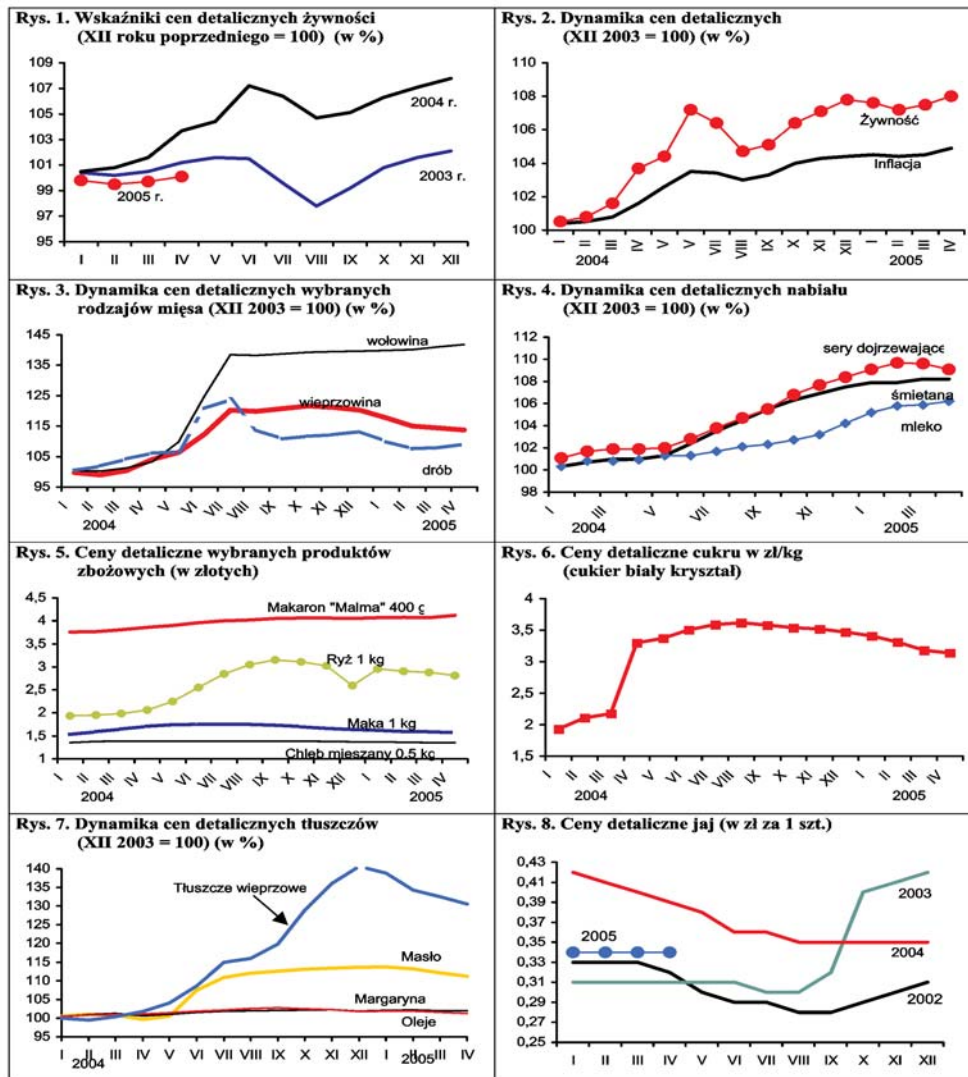 Rys. 1. Wskaźniki cen detalicznych żywności
(XII roku poprzedniego = 100) (w %)
109
107
105
103
101
99
97
95
2004 r.
2003 r.
2005 r.
I II III IV V VI VII VIII IX X XI XII
Rys. 2. Dynamika cen detalicznych
(XII 2003 = 100) (w %)
110
108
106
104
102
100
Żywność
Inflacja
I II III IV V V VII VIII IX X XI XII I II III IV
2004 2005
Rys. 3. Dynamika cen detalicznych wybranych
rodzajów mięsa (XII 2003 = 100) (w %)
145
135
125
115
105
95
wołowina
wieprzowina
drób
I II III IV V VI VII VIII IX X XI XII I II III IV
2004 2005
Rys. 4. Dynamika cen detalicznych nabiału
(XII 2003 = 100) (w %)
112
110
108
106
104
102
100
98
sery dojrzewające
śmietana
mleko
I III V VII IX XI I III
2004 2005
Rys. 5. Ceny detaliczne wybranych produktów
zbożowych (w złotych)
4,5
4
3,5
3
2,5
2
1,5
1
Makaron "Malma" 400 g
Ryż 1 kg
Mąka 1 kg
Chleb mieszany 0.5 kg
I II III IV V VI VII VIII IX X XI XII I II III IV
2004 2005
Rys. 6. Ceny detaliczne cukru w zł/kg
(cukier biały kryształ)
4
3,5
3
2,5
2
1,5
I II III IV V VI VII VIII IX X XI XII I II III IV
2004 2005
Rys. 7. Dynamika cen detalicznych tłuszczów
(XII 2003 = 100) (w %)
140
130
120
110
100
95
Tłuszcze wieprzowe
Masło
Margaryna
Oleje
I II III IV V VI VII VIII IX X XI XII I II III IV
2004 2005
Rys. 8. Ceny detaliczne jaj (w zł za 1 szt.)
0,43
0,41
0,39
0,37
0,35
0,33
0,31
0,29
0,27
0,25
2003
2005
2004
2002
I II III IV V VI VII VIII IX X XI XII